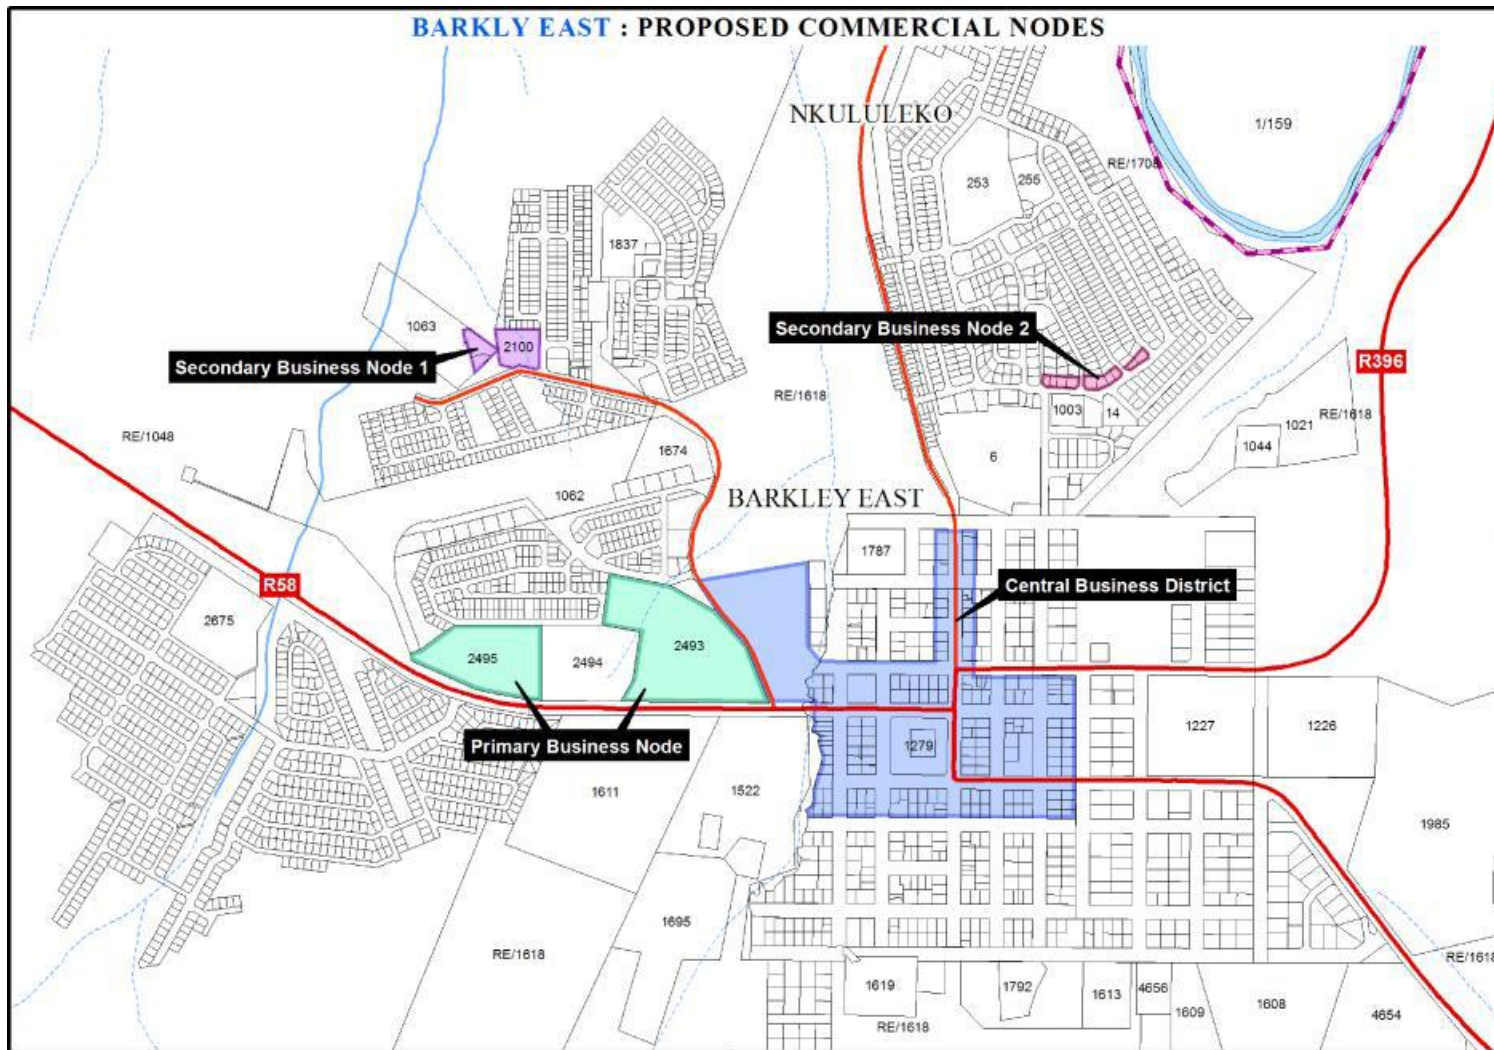 BARKLY EAST : PROPOSED COMMERCIAL NODES
NKULULEKO
1/159
RE/1708
253
255
1837
1063
2100
Secondary Business Node 1
Secondary Business Node 2
R396
RE/1618
1003
14
RE/1618
1021
1044
RE/1048
1674
6
1062
BARKLEY EAST
1787
R58
Central Business District
2675
2495
2494
2493
1227
1226
Primary Business Node
1279
1611
1522
1985
1695
RE/1618
RE/1618
1619
1792
1613
4656
1609
1608
4654
RE/1618